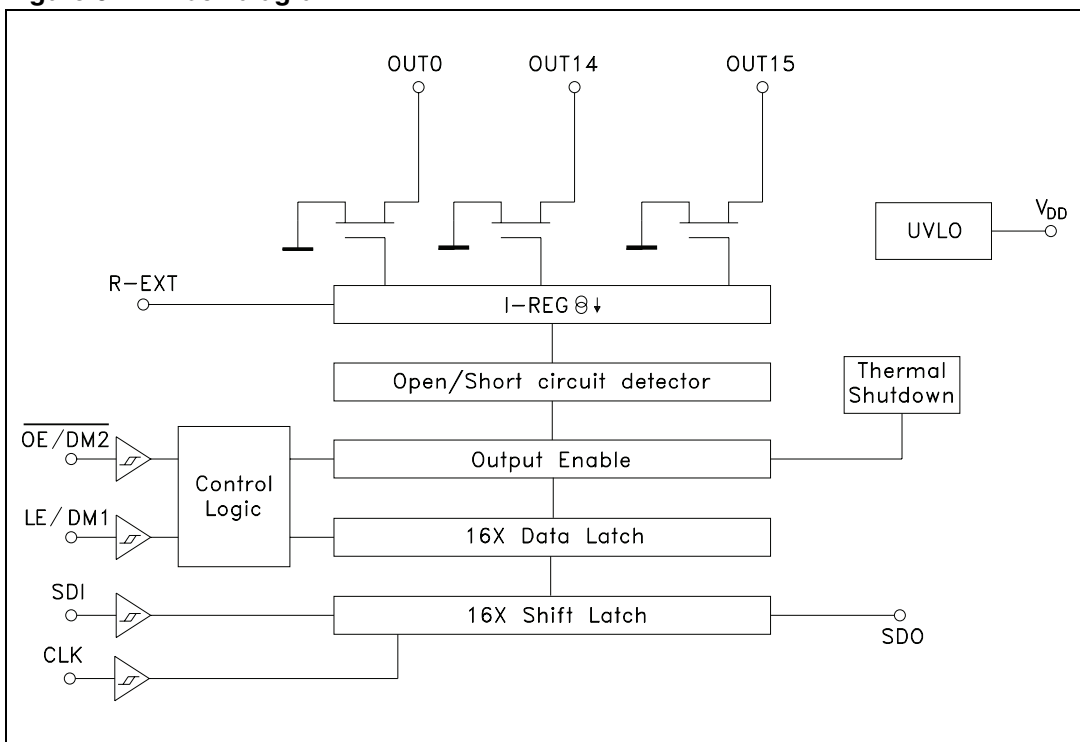 OUT0 OUT14 OUT15
UVLO
VDD
R-EXT
I-REG
Open/Short circuit detector
Thermal
Shutdown
OE/DM2
Output Enable
Control
Logic
LE/DM1
16X Data Latch
SDI
16X Shift Latch
SDO
CLK